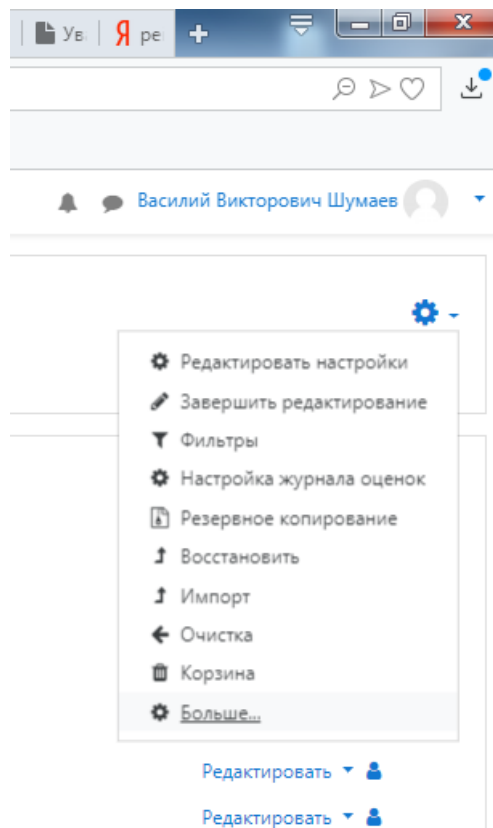 Ув Я ре
Василий Викторович Шумаев
Редактировать настройки
Завершить редактирование
Фильтры
Настройка журнала оценок
Резервное копирование
Восстановить
Импорт
Очистка
Корзина
Больше...
Редактировать
Редактировать